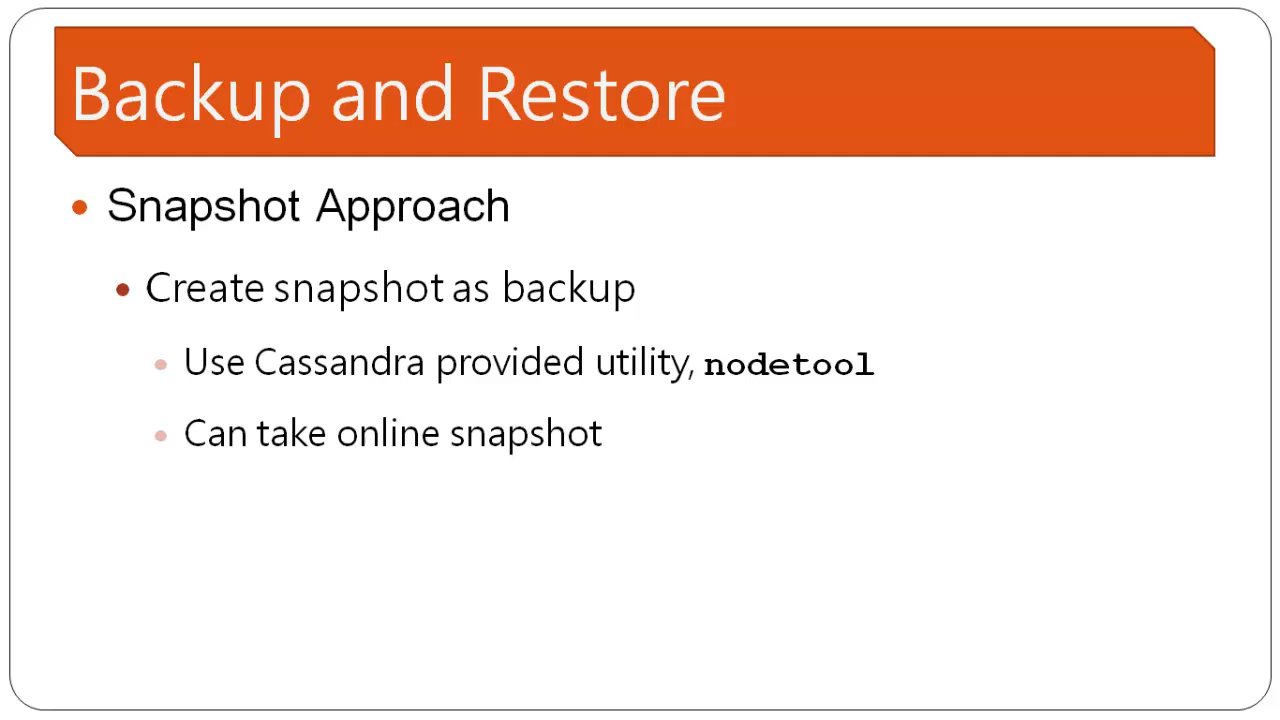 Backup and Restore
Snapshot Approach
Create snapshot as backup
Use Cassandra provided utility, nodetool
Can take online snapshot